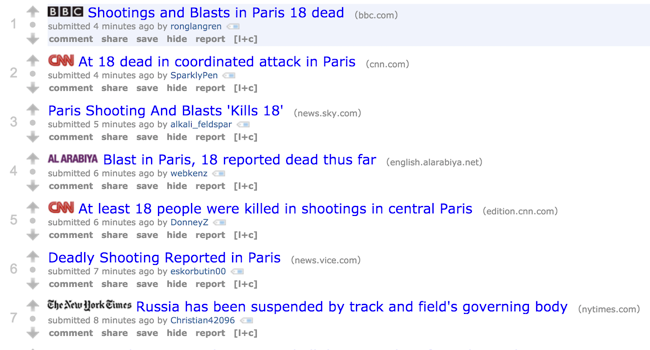 1
BBC Shootings and Blasts in Paris 18 dead (bbc.com)
submitted 4 minutes ago by ronglangren
comment share save hide report [l+c]
2
CNN At 18 dead in coordinated attack in Paris (cnn.com)
submitted 4 minutes ago by SparklyPen
comment share save hide report [l+c]
3
Paris Shooting And Blasts 'Kills 18' (news.sky.com)
submitted 5 minutes ago by alkali_feldspar
comment share save hide report [l+c]
4
AL ARABIYA Blast in Paris, 18 reported dead thus far (english.alarabiya.net)
submitted 6 minutes ago by webkenz
comment share save hide report [l+c]
5
CNN At least 18 people were killed in shootings in central Paris (edition.cnn.com)
submitted 6 minutes ago by DonneyZ
comment share save hide report [l+c]
6
Deadly Shooting Reported in Paris (news.vice.com)
submitted 7 minutes ago by eskorbutin00
comment share save hide report [l+c]
7
The New York Times Russia has been suspended by track and field's governing body (nytimes.com)
submitted 8 minutes ago by Christian42096
comment share save hide report [l+c]